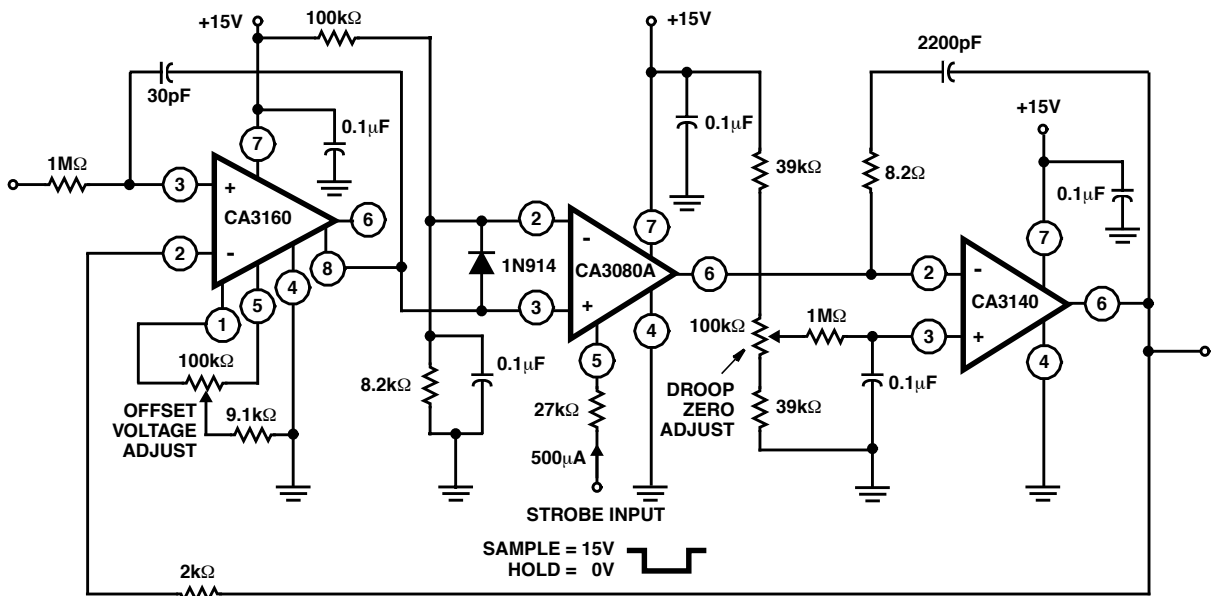 +15V
100kΩ
30pF
0.1µF
7
1MΩ
3
+
CA3160
6
2
-
8
4
5
1
100kΩ
OFFSET
VOLTAGE
ADJUST
9.1kΩ
8.2kΩ
0.1µF
1N914
+15V
0.1µF
39kΩ
7
2
-
CA3080A
6
3
+
4
5
27kΩ
500µA
STROBE INPUT
SAMPLE = 15V
HOLD = 0V
100kΩ
DROOP
ZERO
ADJUST
39kΩ
1MΩ
0.1µF
2200pF
8.2Ω
+15V
0.1µF
7
2
-
CA3140
6
3
+
4
2kΩ